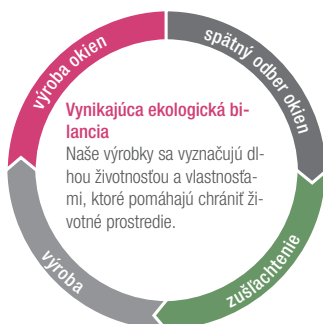 výroba okien
spätný odber okien
Vynikajúca ekologická bi-
lancia
Naše výrobky sa vyznačujú dl-
hou životnosťou a vlastnosťa-
mi, ktoré pomáhajú chrániť ži-
votné prostredie.
výroba
zušľachtenie